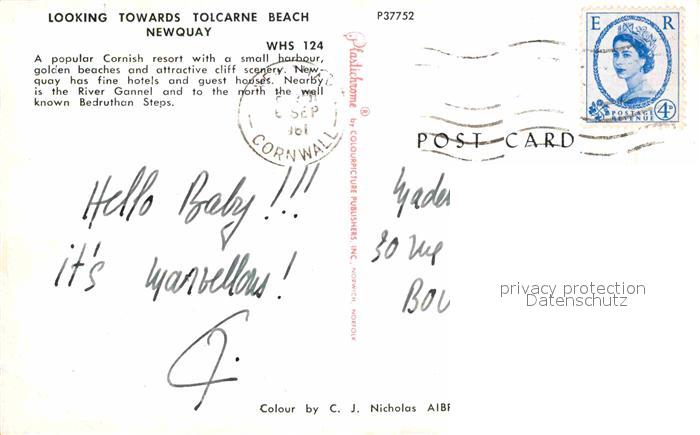 LOOKING TOWARDS TOLCARNE BEACH
NEWQUAY
WHS 124
A popular Cornish resort with a small harbour,
golden beaches and attractive cliff scenery. New-
quay has fine hotels and guest houses. Nearby
is the River Gannel and to the north the well
known Bedruthan Steps.
SEP
CORNWALL
Hello Baby!!!
it's marvellous!
Colour by C. J. Nicholas AIBP
Plastichrome ® by COLOURPICTURE PUBLISHERS, INC., NORWICH, NORFOLK
P37752
E R
POSTAGE
REVENUE
4D
POST CARD
privacy protection
Datenschutz